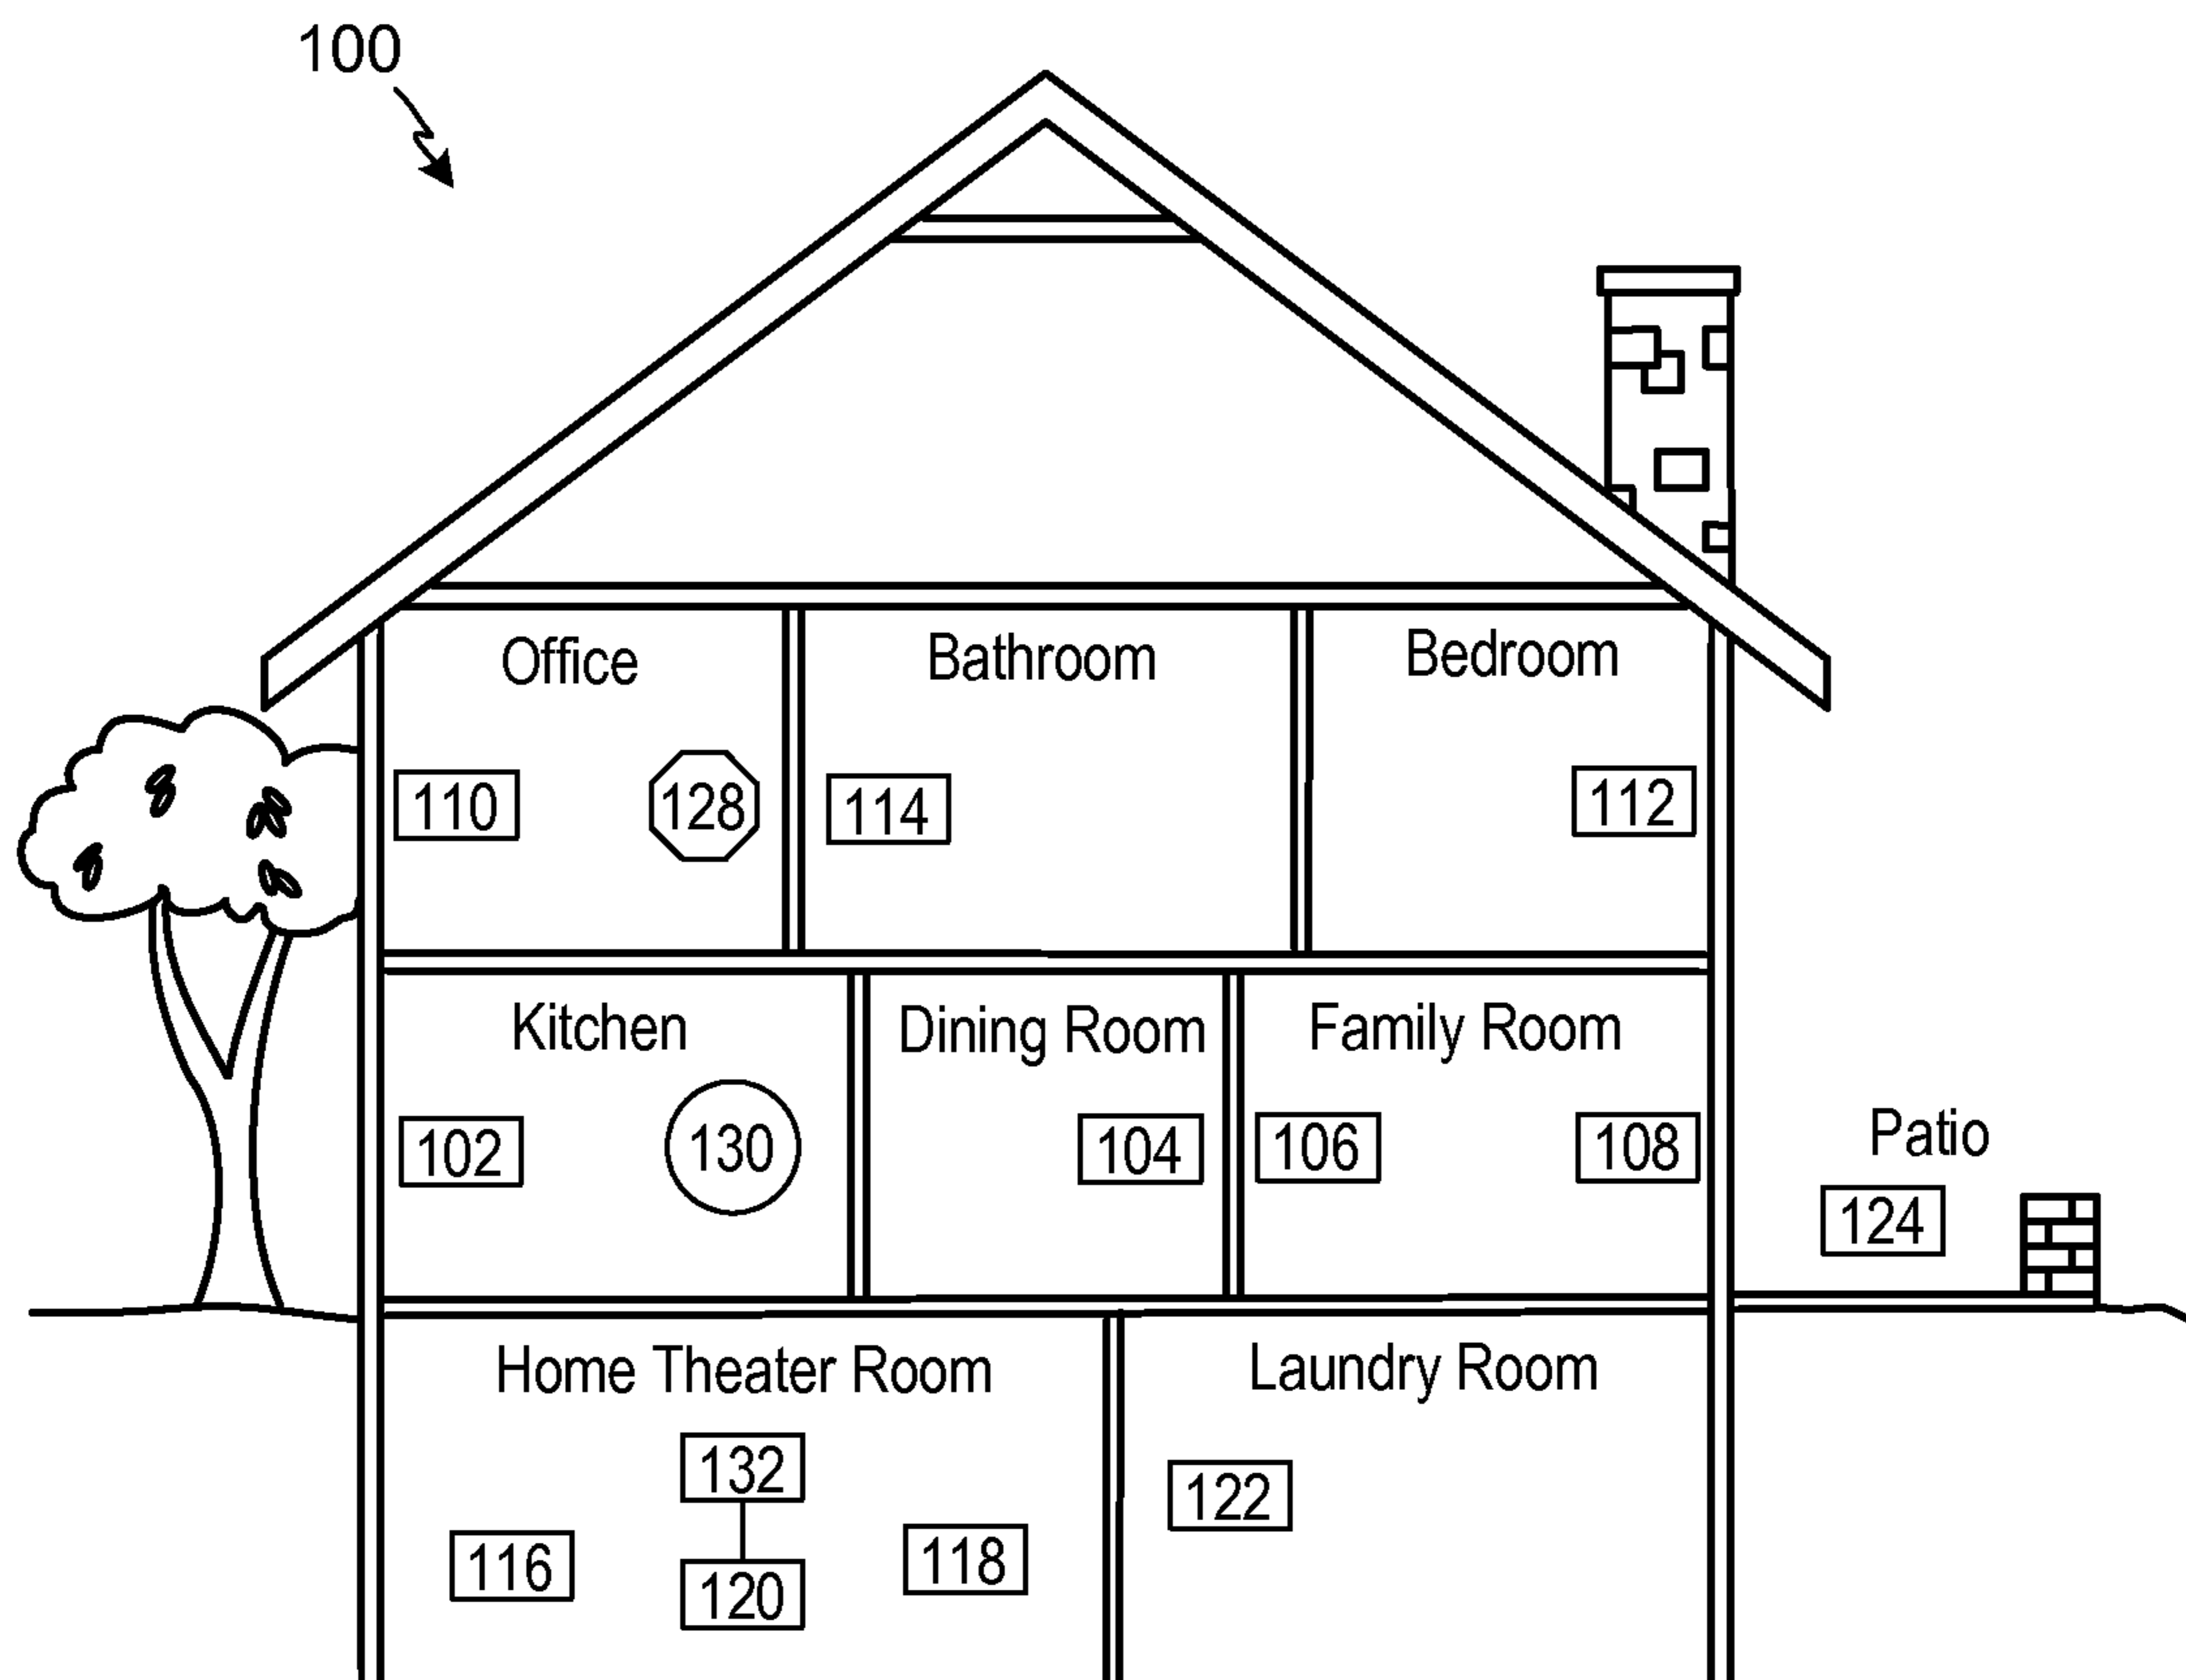 100
Office
Bathroom
Bedroom
110
128
114
112
Kitchen
Dining Room
Family Room
102
130
104
106
108
Patio
124
Home Theater Room
Laundry Room
132
122
116
120
118